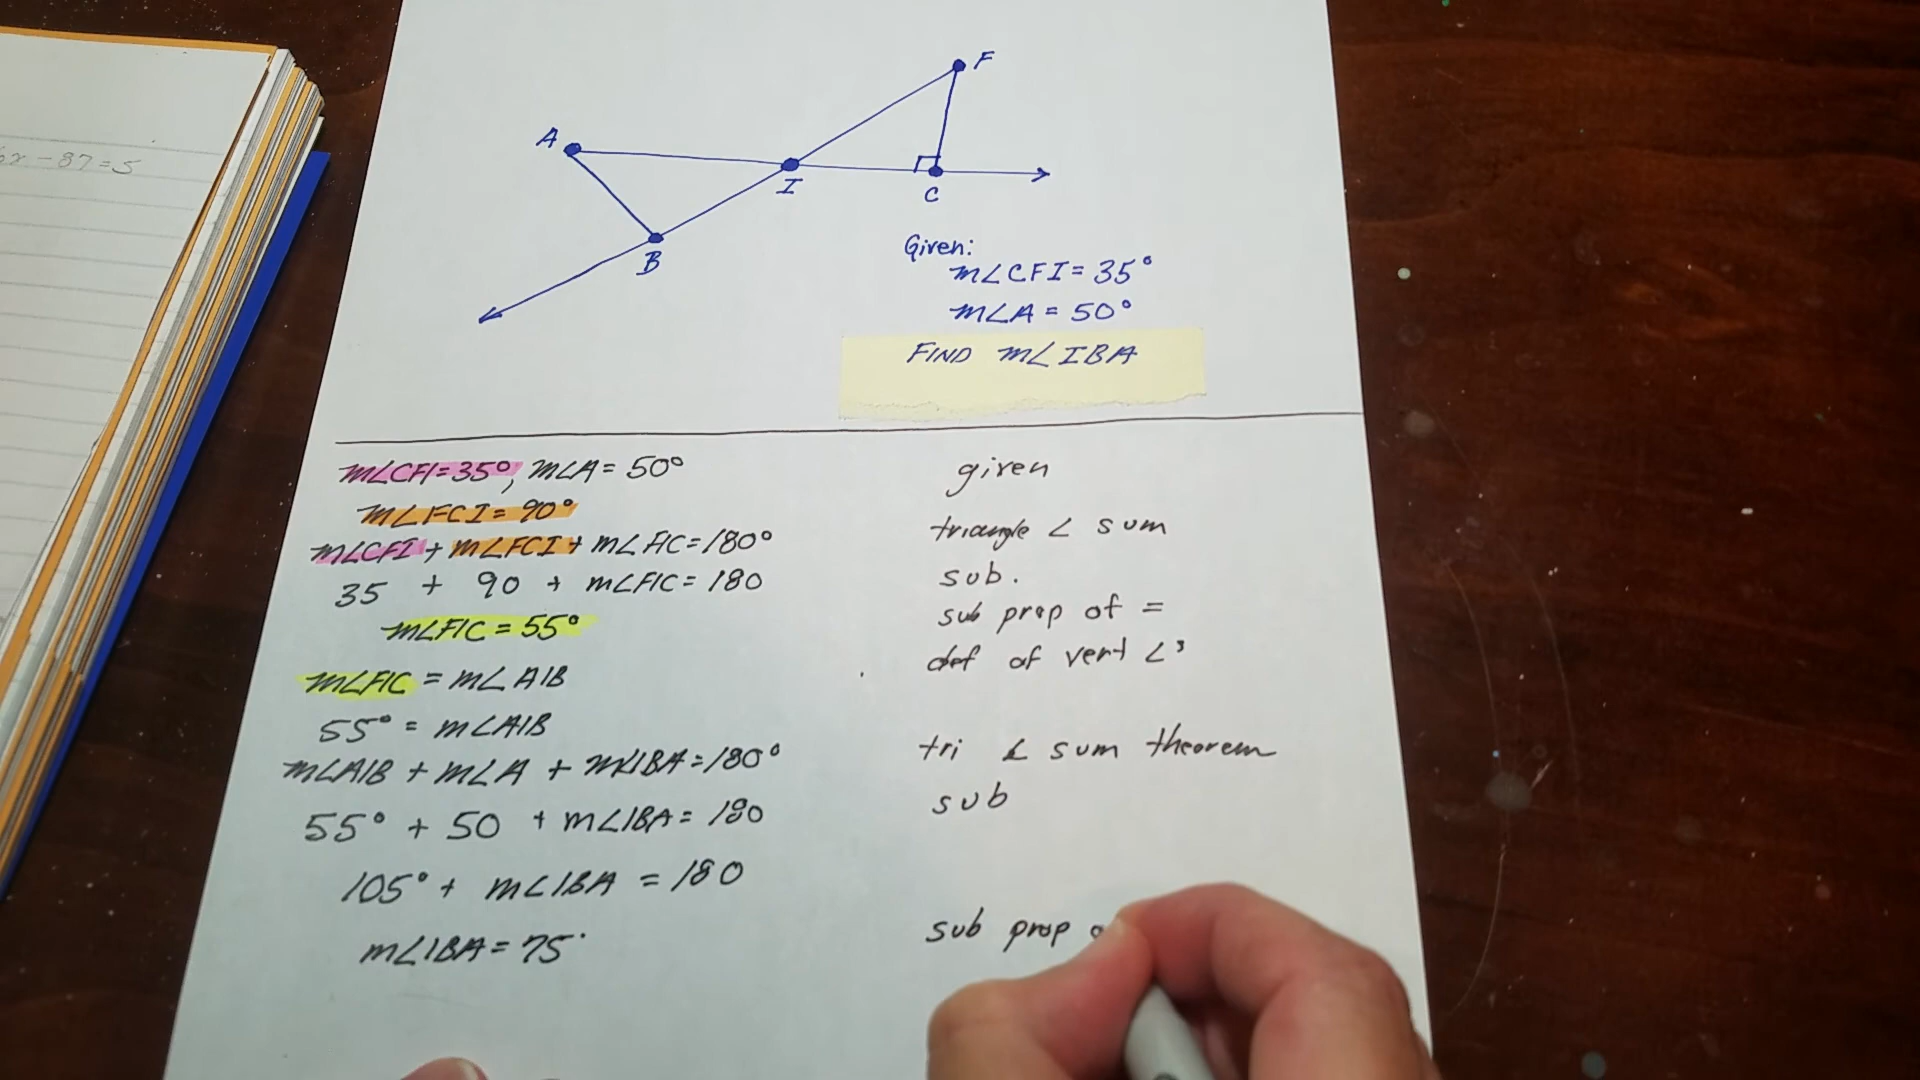 6x - 87 = 5
F
A
I
C
B
Given:
m∠CFI = 35°
m∠A = 50°
FIND m∠IBA
m∠CFI = 35°, m∠A = 50° given
m∠FCI = 90°
m∠CFI + m∠FCI + m∠FIC = 180° triangle ∠ sum
35 + 90 + m∠FIC = 180 sub.
m∠FIC = 55° sub prop of =
m∠FIC = m∠AIB def of vert ∠s
55° = m∠AIB
m∠AIB + m∠A + m∠IBA = 180° tri ∠ sum theorem
55° + 50 + m∠IBA = 180 sub
105° + m∠IBA = 180
m∠IBA = 75° sub prop